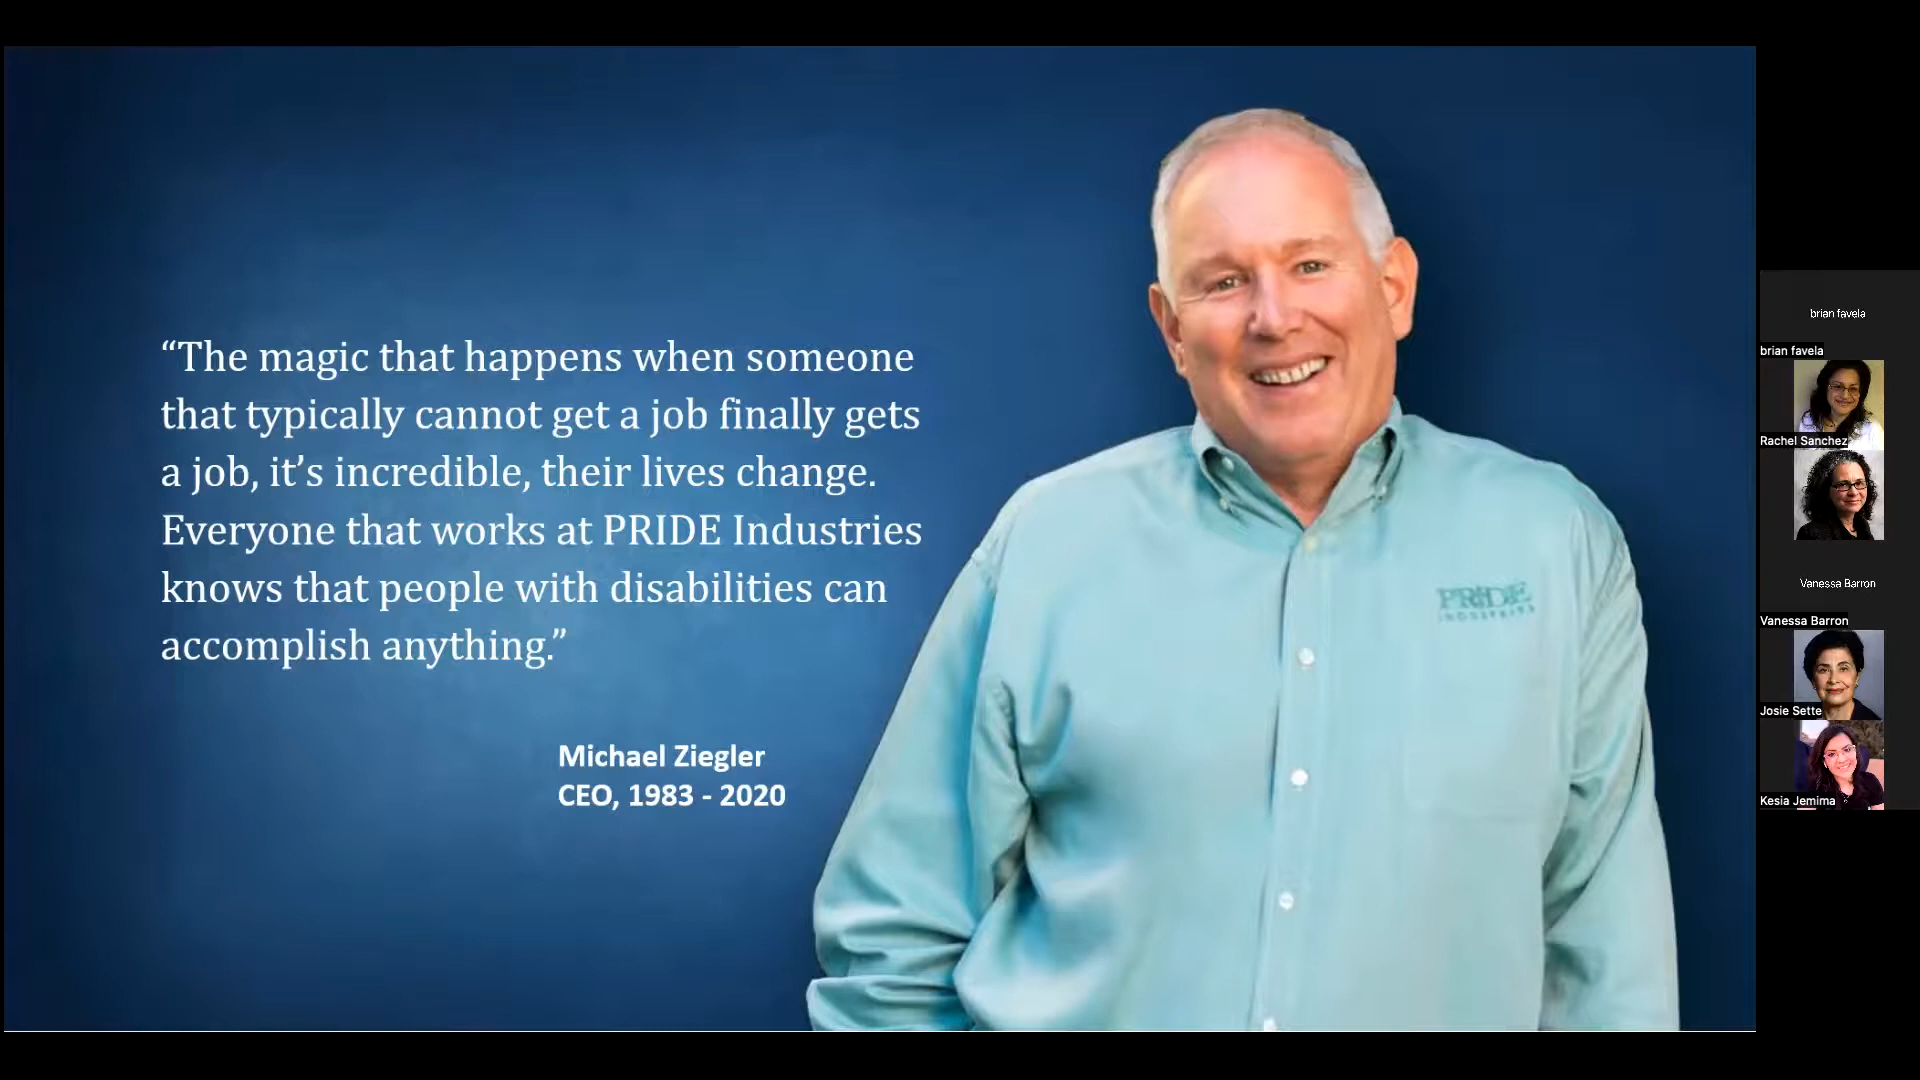 “The magic that happens when someone
that typically cannot get a job finally gets
a job, it’s incredible, their lives change.
Everyone that works at PRIDE Industries
knows that people with disabilities can
accomplish anything.”
Michael Ziegler
CEO, 1983 - 2020
PRIDE
INDUSTRIES
brian favela
brian favela
Rachel Sanchez
Vanessa Barron
Vanessa Barron
Josie Sette
Kesia Jemima